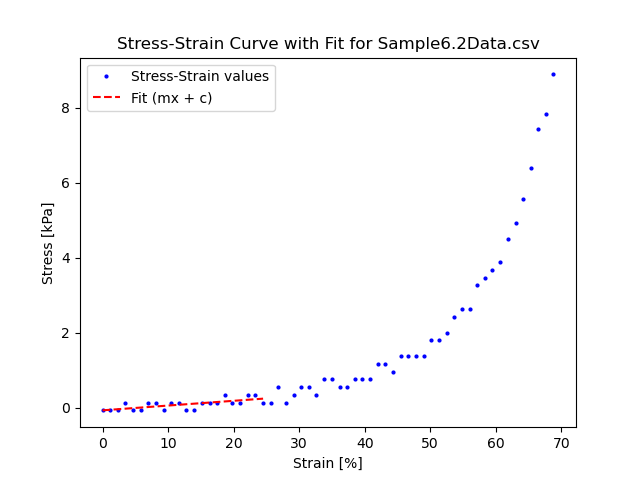 Stress-Strain Curve with Fit for Sample6.2Data.csv
Stress-Strain values
Fit (mx + c)
8
6
4
2
0
Stress [kPa]
0 10 20 30 40 50 60 70
Strain [%]